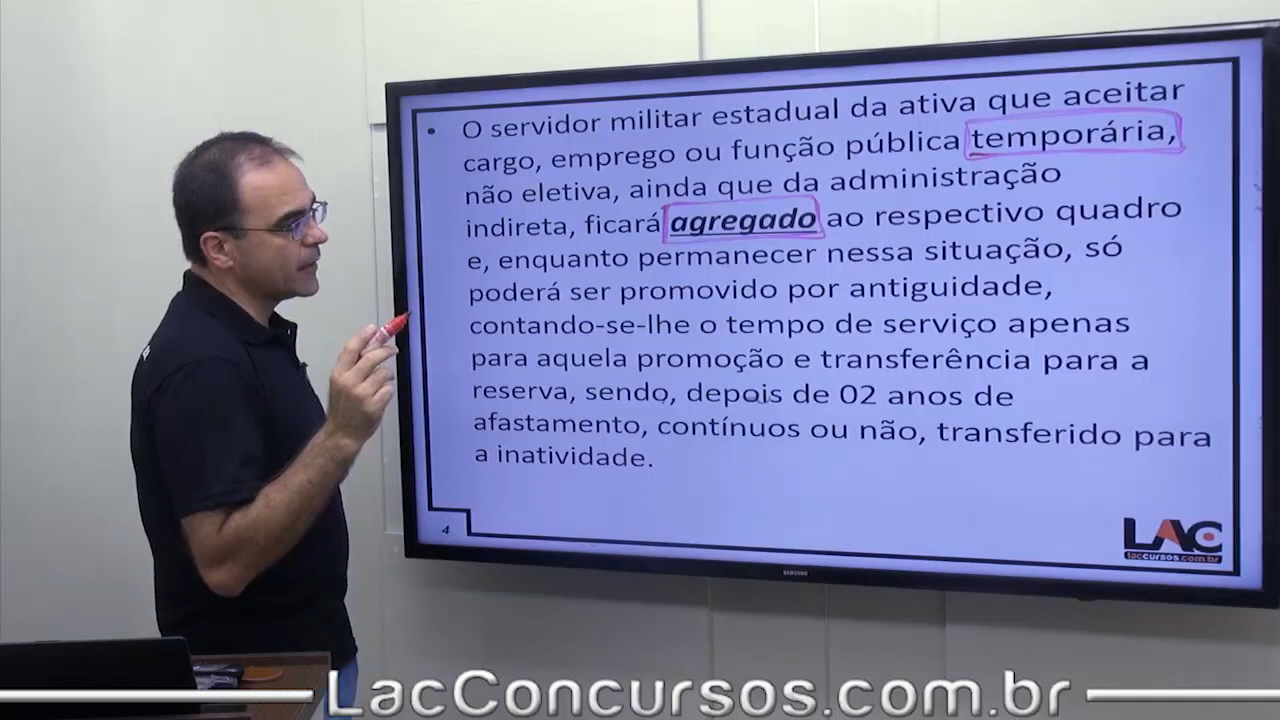 • O servidor militar estadual da ativa que aceitar
cargo, emprego ou função pública temporária,
não eletiva, ainda que da administração
indireta, ficará agregado ao respectivo quadro
e, enquanto permanecer nessa situação, só
poderá ser promovido por antiguidade,
contando-se-lhe o tempo de serviço apenas
para aquela promoção e transferência para a
reserva, sendo, depois de 02 anos de
afastamento, contínuos ou não, transferido para
a inatividade.
4
LAC
laccursos.com.br
SAMSUNG
LacConcursos.com.br